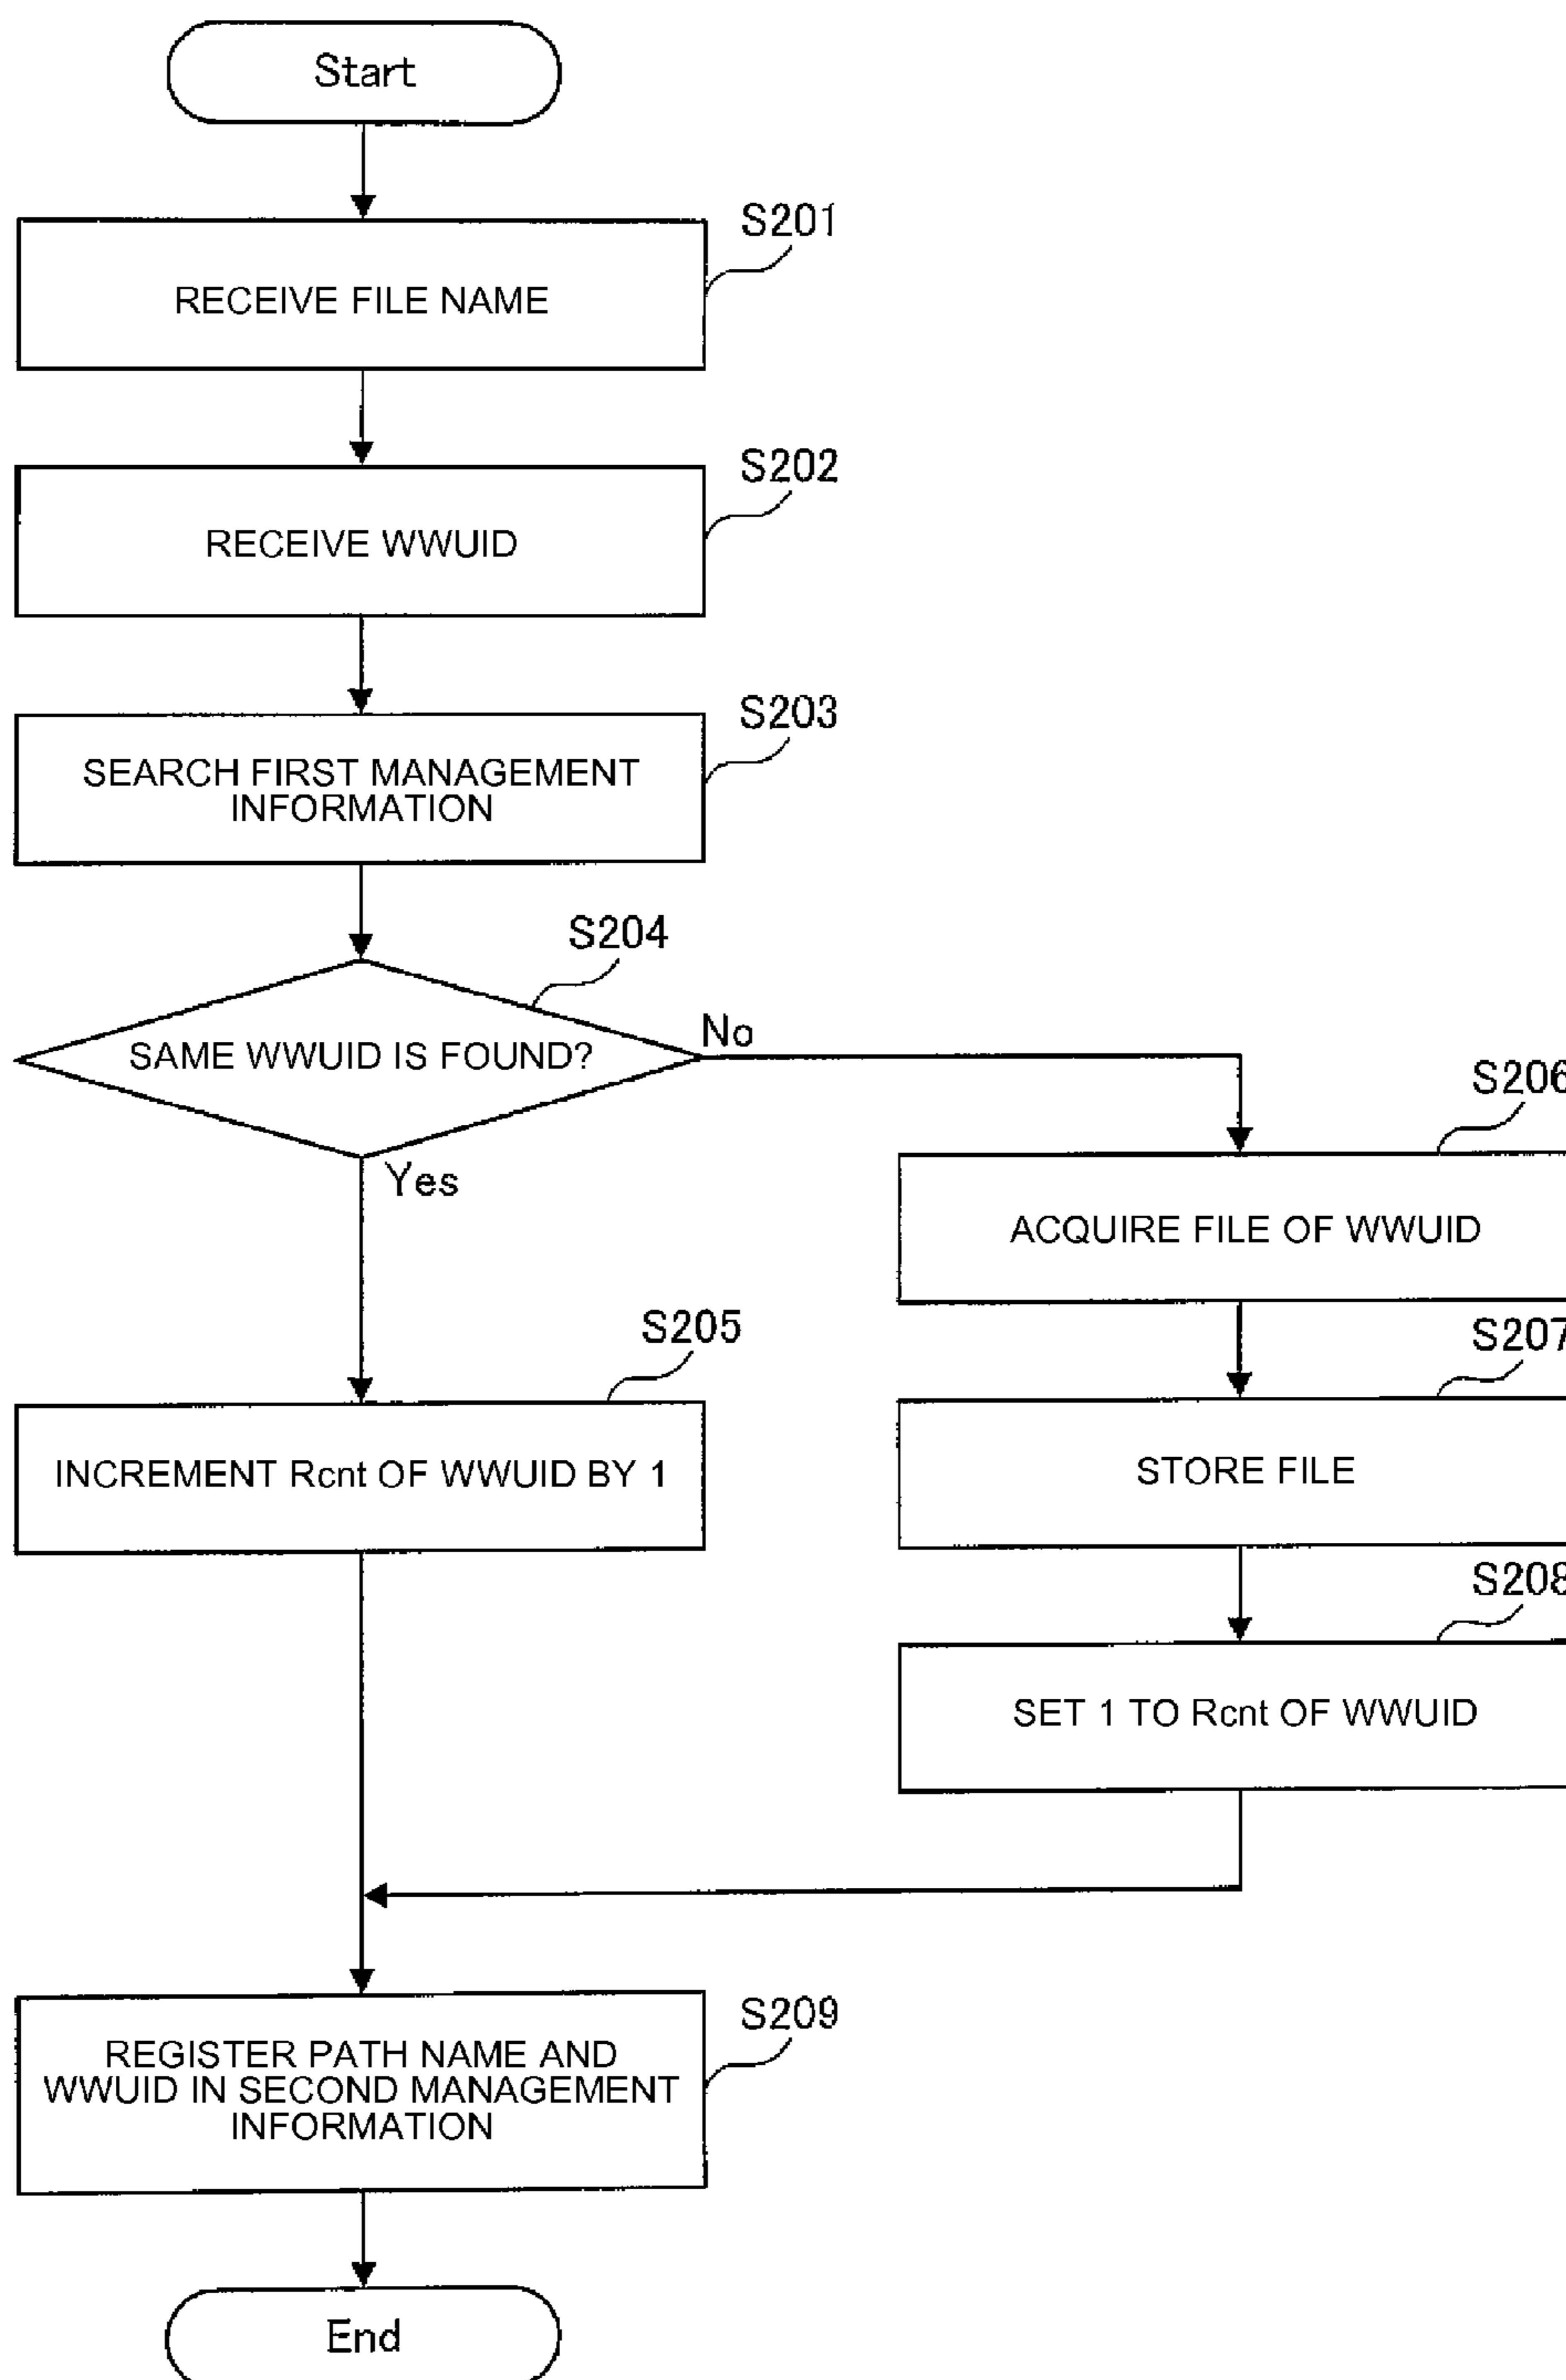 Start
S201
RECEIVE FILE NAME
S202
RECEIVE WWUID
S203
SEARCH FIRST MANAGEMENT
INFORMATION
S204
SAME WWUID IS FOUND?
No
Yes
S206
ACQUIRE FILE OF WWUID
S205
INCREMENT Rcnt OF WWUID BY 1
S207
STORE FILE
S208
SET 1 TO Rcnt OF WWUID
S209
REGISTER PATH NAME AND
WWUID IN SECOND MANAGEMENT
INFORMATION
End